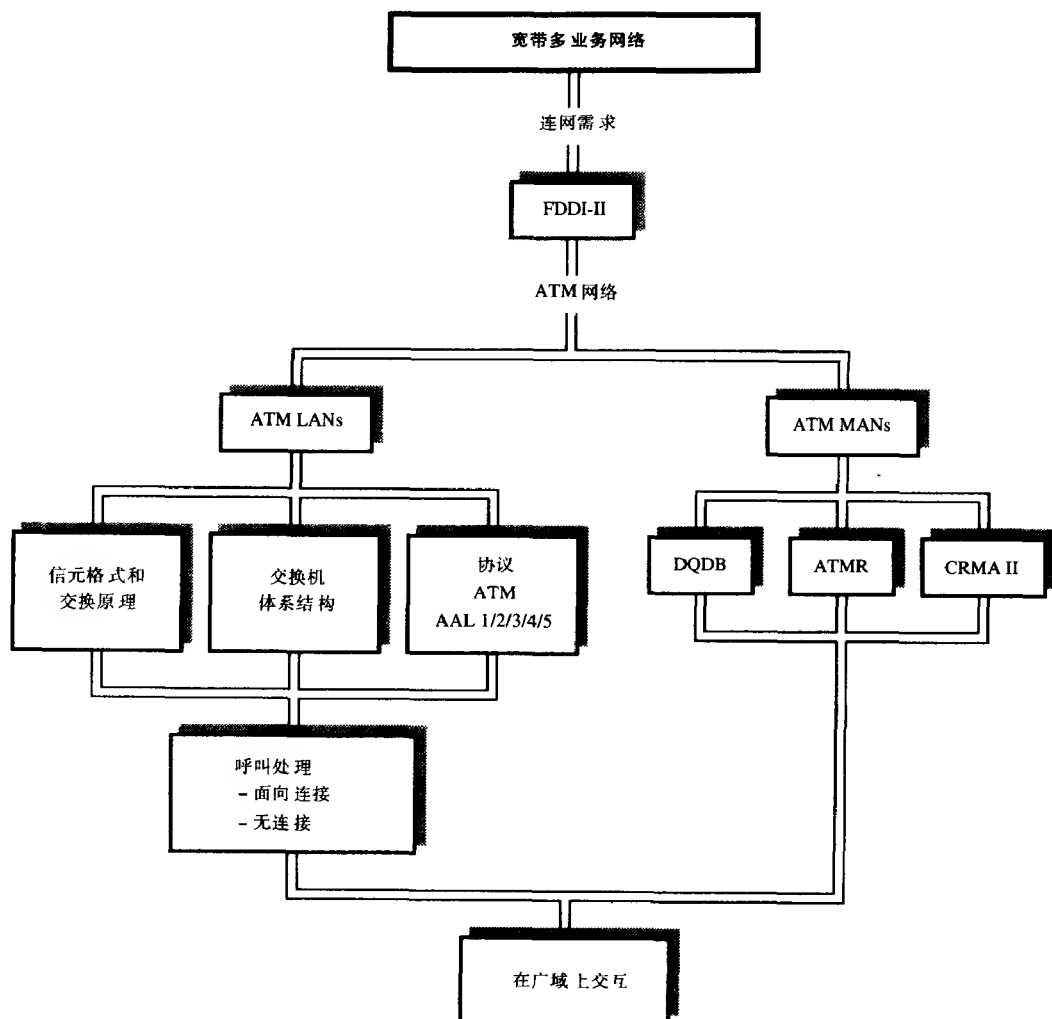 宽带多业务网络
连网需求
FDDI-II
ATM 网络
ATM LANs
ATM MANs
信元格式和
交换原理
交换机
体系结构
协议
ATM
AAL 1/2/3/4/5
DQDB
ATMR
CRMA II
呼叫处理
– 面向连接
– 无连接
在广域上交互